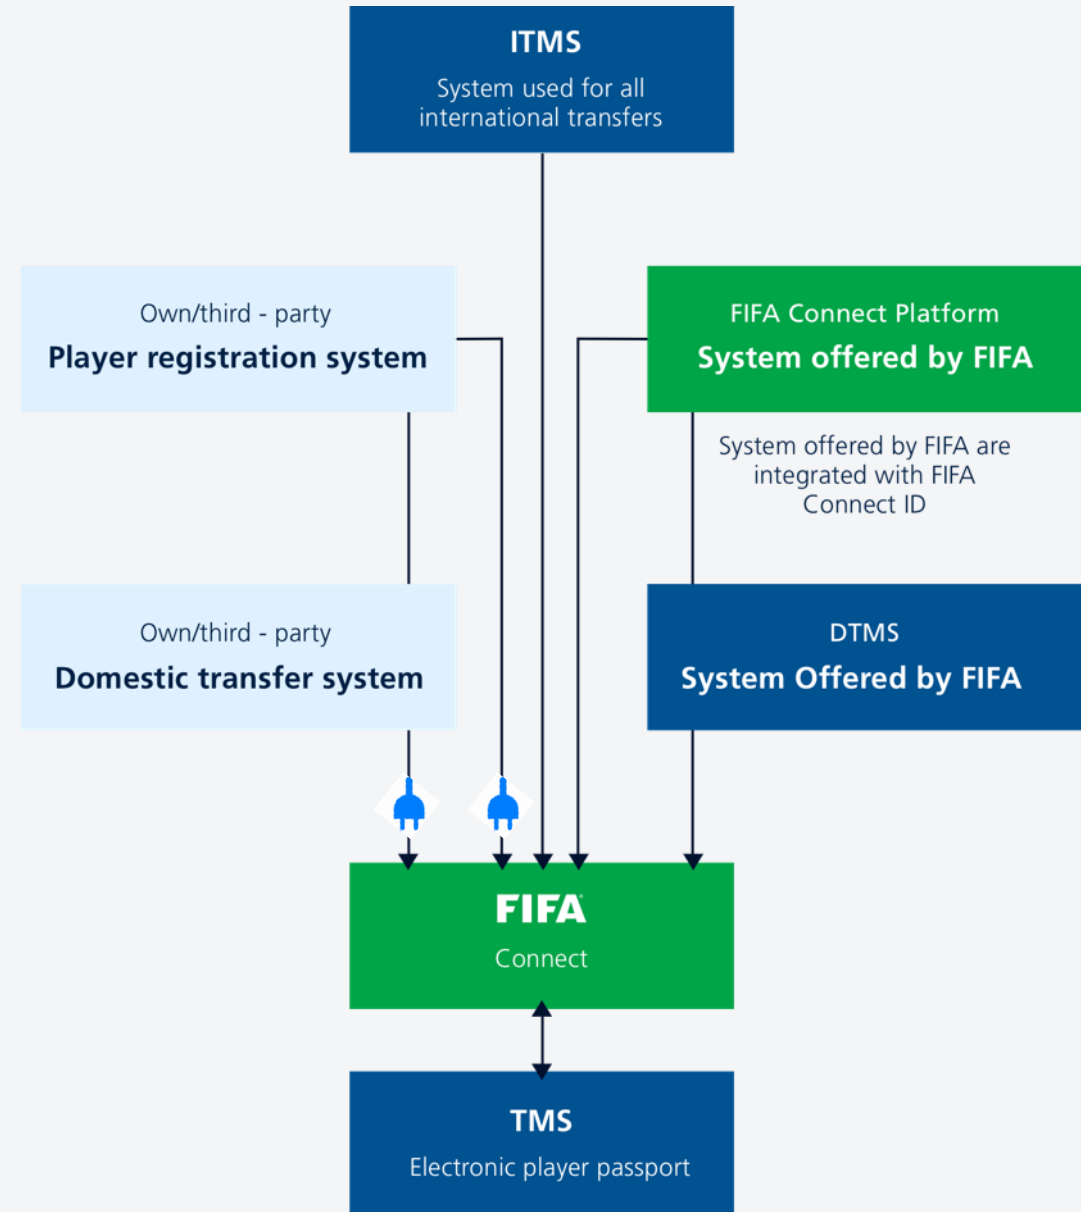 ITMS
System used for all
international transfers
Own/third - party
Player registration system
FIFA Connect Platform
System offered by FIFA
System offered by FIFA are
integrated with FIFA
Connect ID
Own/third - party
Domestic transfer system
DTMS
System Offered by FIFA
FIFA
Connect
TMS
Electronic player passport